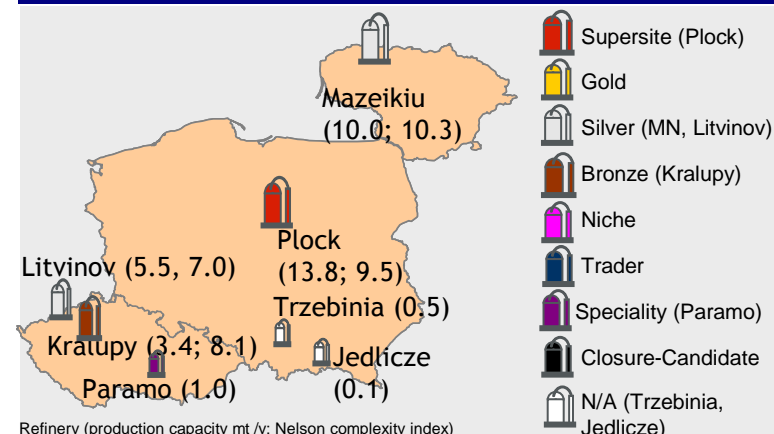 Mazeikiu
(10.0; 10.3)
Plock
(13.8; 9.5)
Litvinov (5.5, 7.0)
Trzebinia (0.5)
Kralupy (3.4; 8.1)
Jedlicze
(0.1)
Paramo (1.0)
Refinery (production capacity mt /y; Nelson complexity index)
Supersite (Plock)
Gold
Silver (MN, Litvinov)
Bronze (Kralupy)
Niche
Trader
Speciality (Paramo)
Closure-Candidate
N/A (Trzebinia,
Jedlicze)